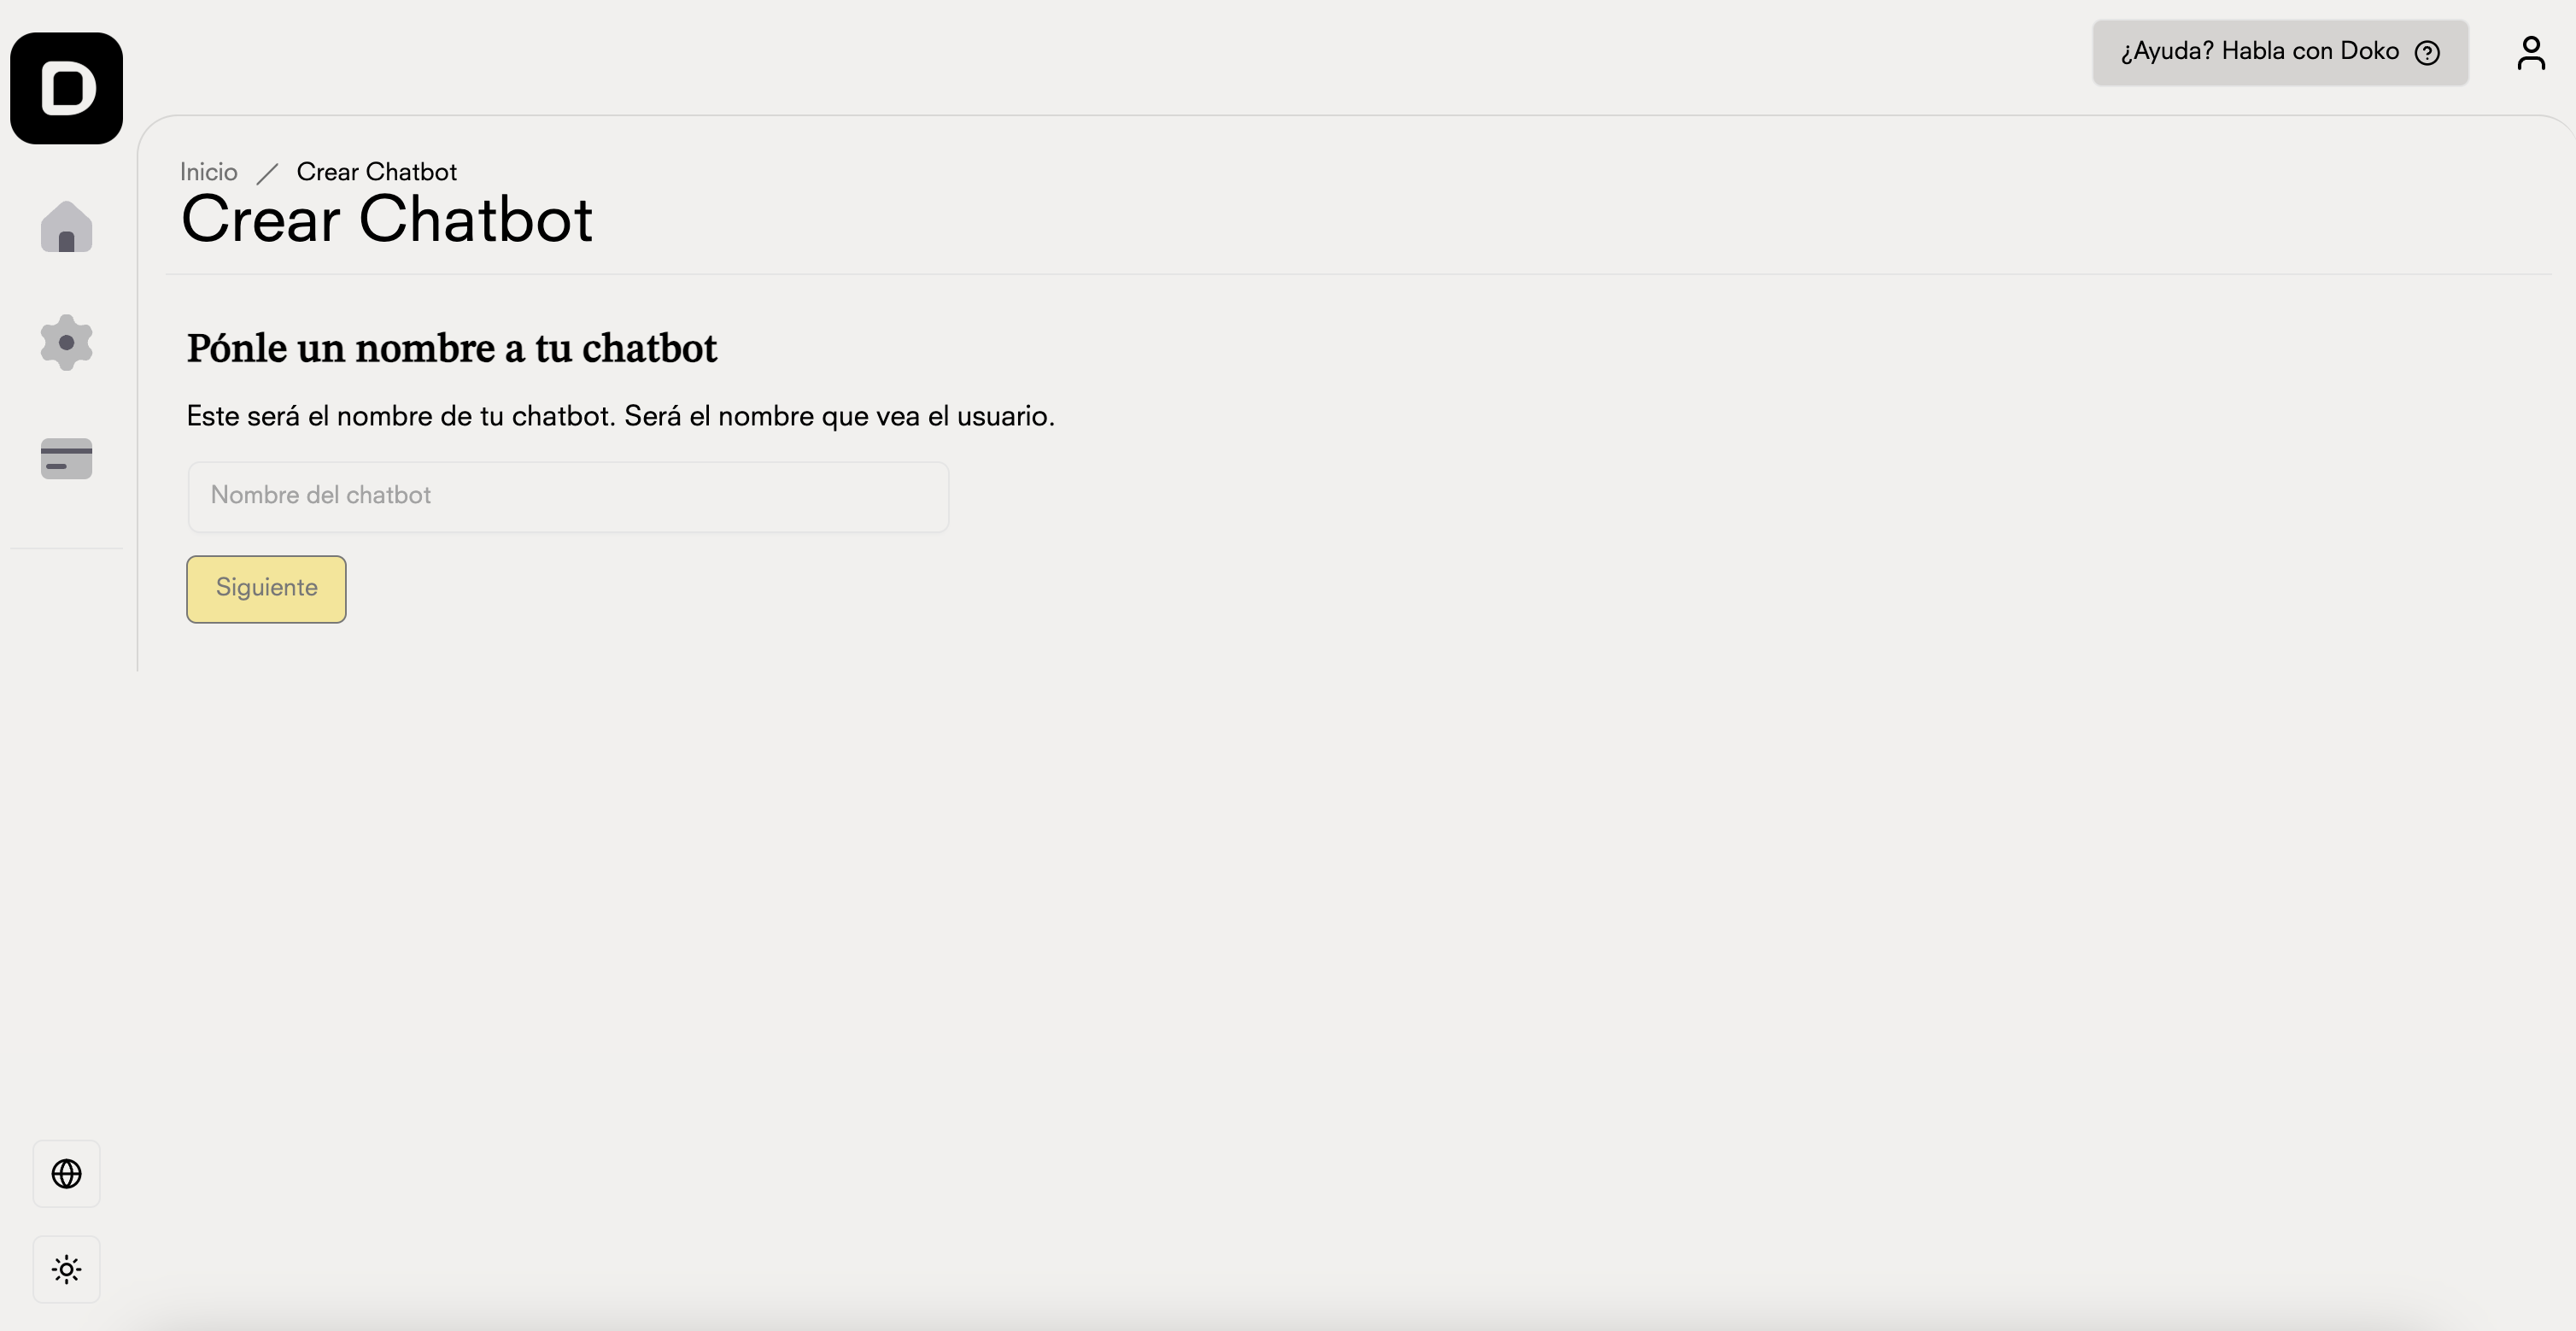 D
¿Ayuda? Habla con Doko
Inicio / Crear Chatbot
Crear Chatbot
Pónle un nombre a tu chatbot
Este será el nombre de tu chatbot. Será el nombre que vea el usuario.
Nombre del chatbot
Siguiente